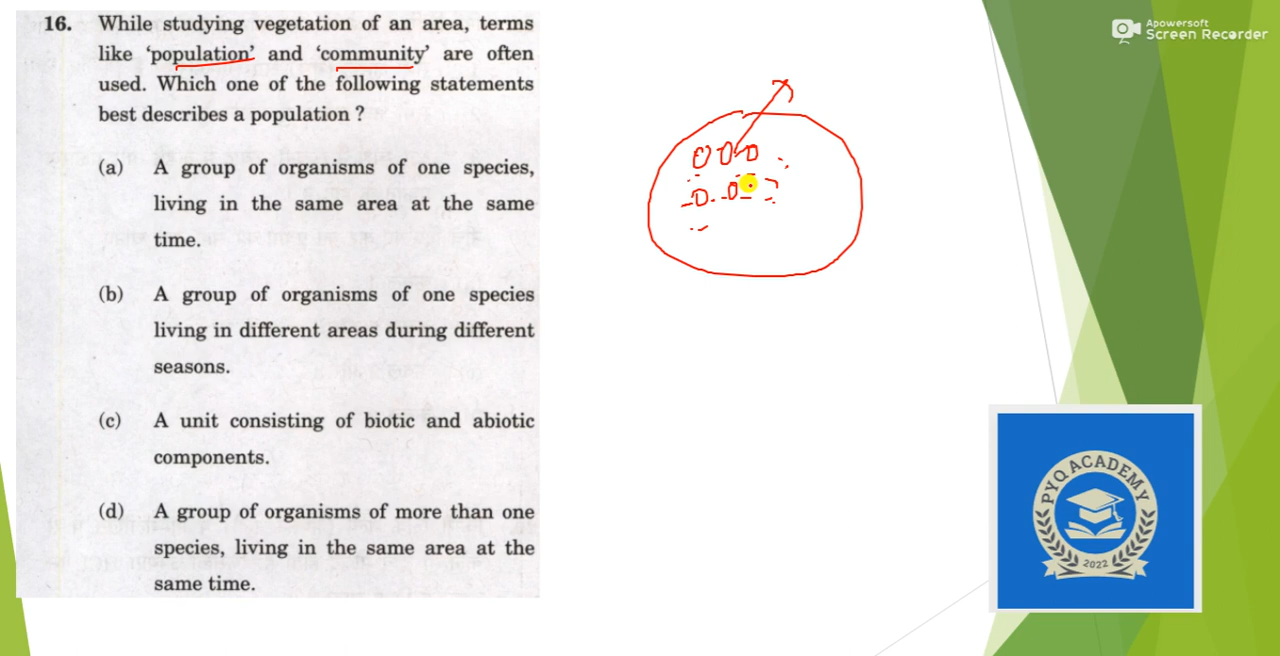 16. While studying vegetation of an area, terms
like ‘population’ and ‘community’ are often
used. Which one of the following statements
best describes a population ?
(a) A group of organisms of one species,
living in the same area at the same
time.
(b) A group of organisms of one species
living in different areas during different
seasons.
(c) A unit consisting of biotic and abiotic
components.
(d) A group of organisms of more than one
species, living in the same area at the
same time.
Apowersoft
Screen Recorder
PYQ ACADEMY
2022